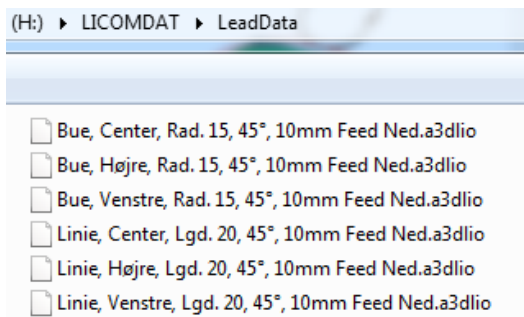 (H:) ▸ LICOMDAT ▸ LeadData
Bue, Center, Rad. 15, 45°, 10mm Feed Ned.a3dlio
Bue, Højre, Rad. 15, 45°, 10mm Feed Ned.a3dlio
Bue, Venstre, Rad. 15, 45°, 10mm Feed Ned.a3dlio
Linie, Center, Lgd. 20, 45°, 10mm Feed Ned.a3dlio
Linie, Højre, Lgd. 20, 45°, 10mm Feed Ned.a3dlio
Linie, Venstre, Lgd. 20, 45°, 10mm Feed Ned.a3dlio